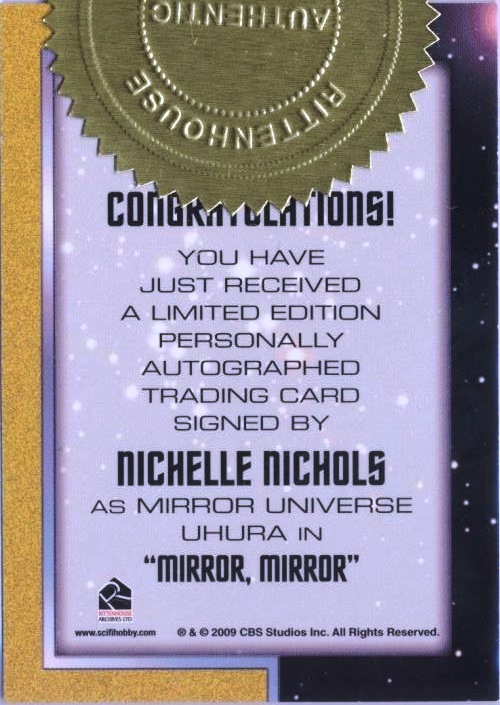 AUTHENTIC
RITTENHOUSE
CONGRATULATIONS!
YOU HAVE
JUST RECEIVED
A LIMITED EDITION
PERSONALLY
AUTOGRAPHED
TRADING CARD
SIGNED BY
NICHELLE NICHOLS
AS MIRROR UNIVERSE
UHURA IN
“MIRROR, MIRROR”
RITTENHOUSE
ARCHIVES LTD
www.scifihobby.com ® & © 2009 CBS Studios Inc. All Rights Reserved.